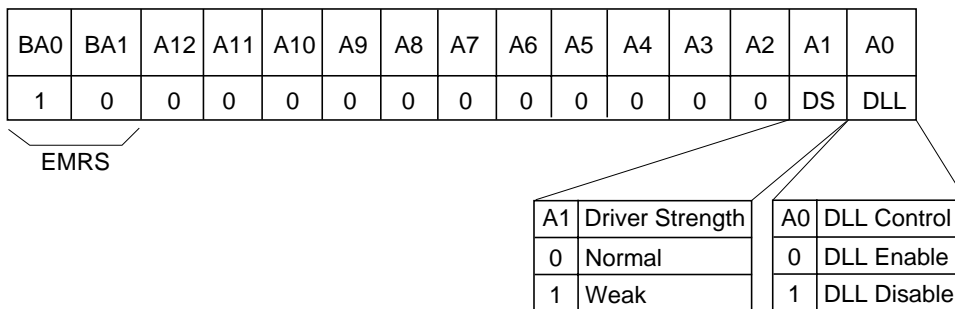 BA0 BA1 A12 A11 A10 A9 A8 A7 A6 A5 A4 A3 A2 A1 A0
1 0 0 0 0 0 0 0 0 0 0 0 0 DS DLL
EMRS
A1 Driver Strength
0 Normal
1 Weak
A0 DLL Control
0 DLL Enable
1 DLL Disable